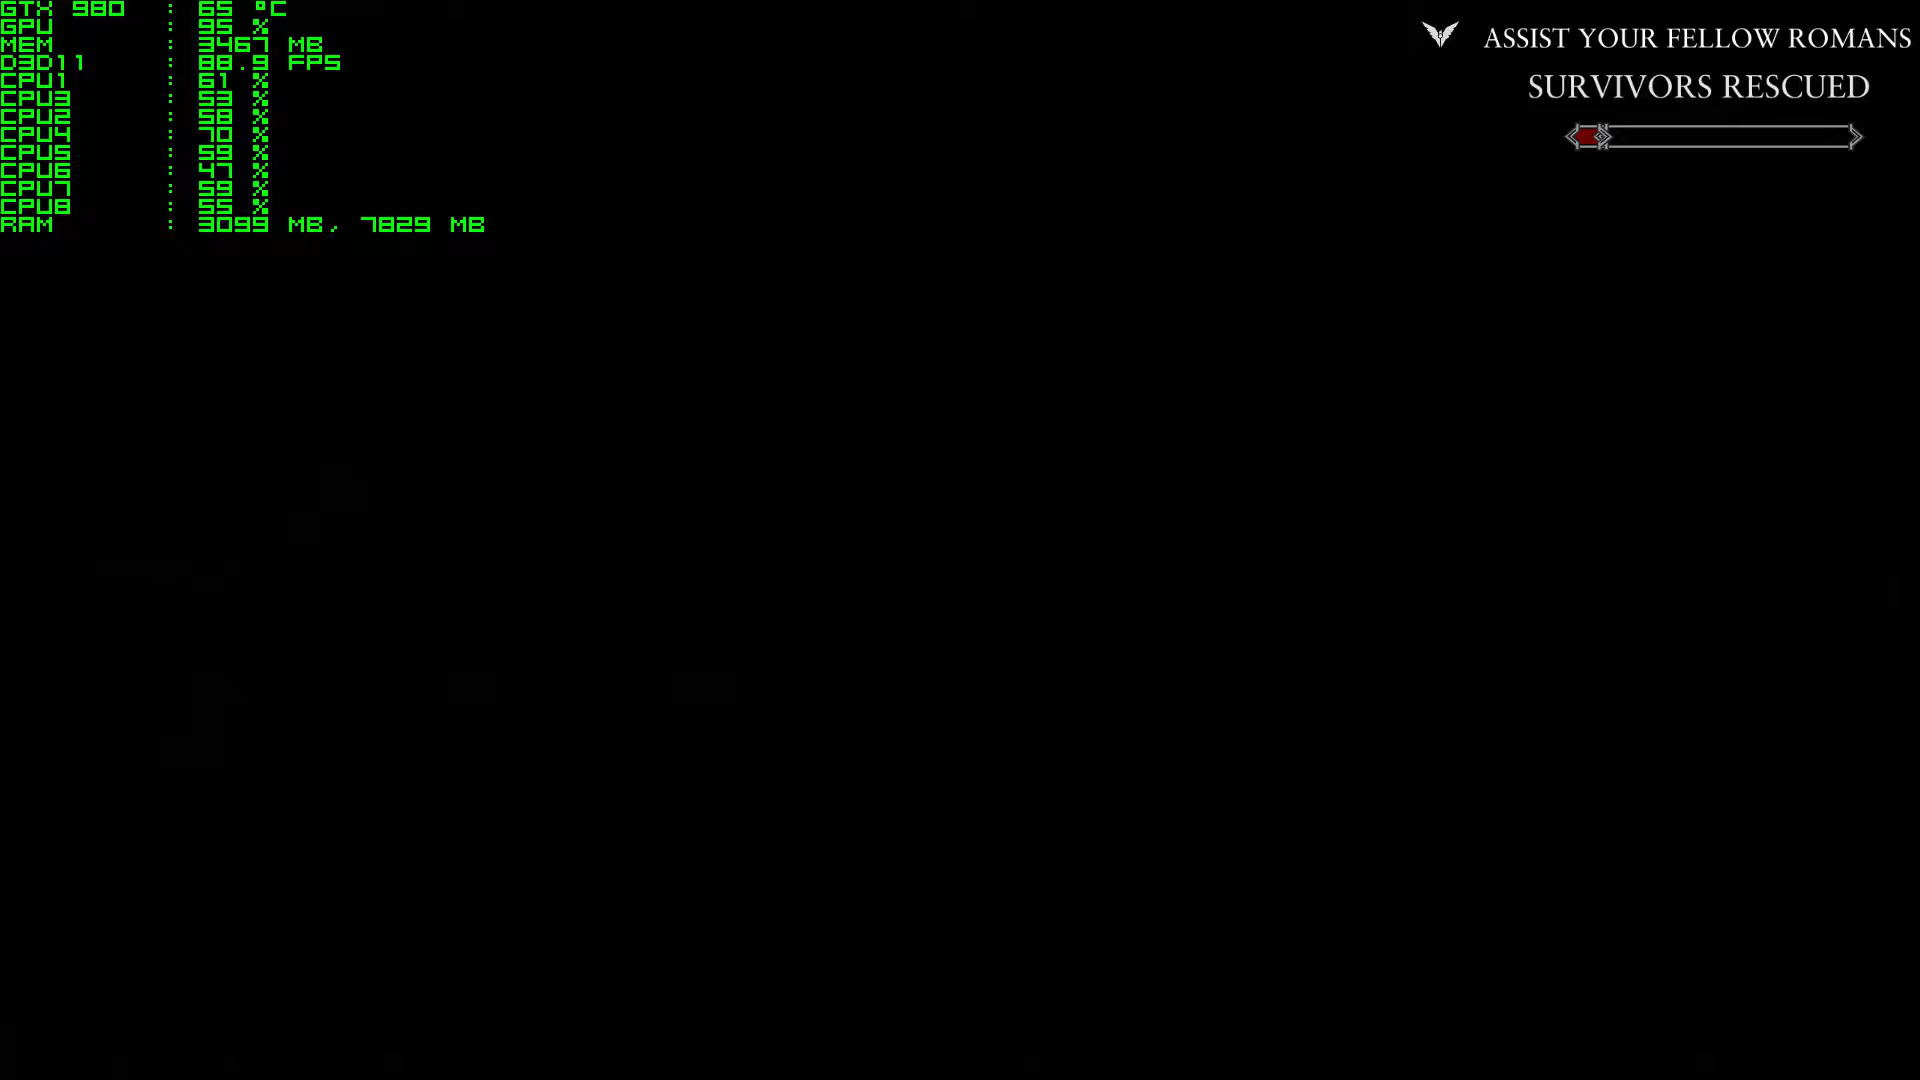 GTX 980 : 65 °C
GPU : 95 %
MEM : 3467 MB
D3D11 : 88.9 FPS
CPU1 : 61 %
CPU3 : 53 %
CPU2 : 58 %
CPU4 : 70 %
CPU5 : 59 %
CPU6 : 47 %
CPU7 : 59 %
CPU8 : 55 %
RAM : 3099 MB, 7829 MB
ASSIST YOUR FELLOW ROMANS
SURVIVORS RESCUED